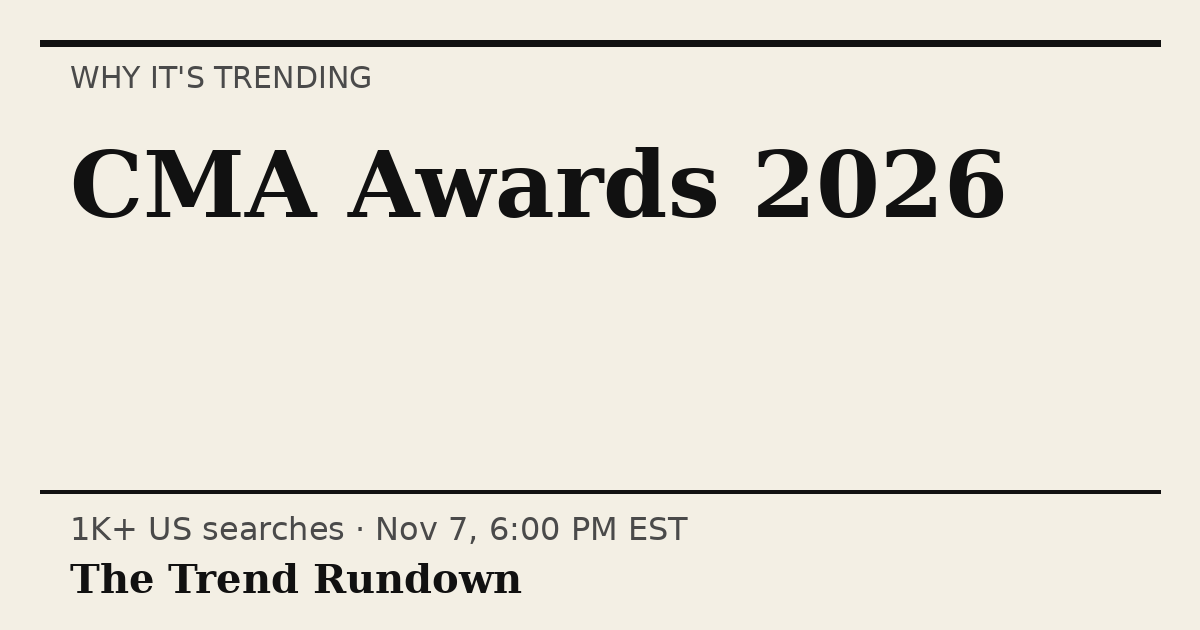 WHY IT'S TRENDING
CMA Awards 2026
1K+ US searches · Nov 7, 6:00 PM EST
The Trend Rundown